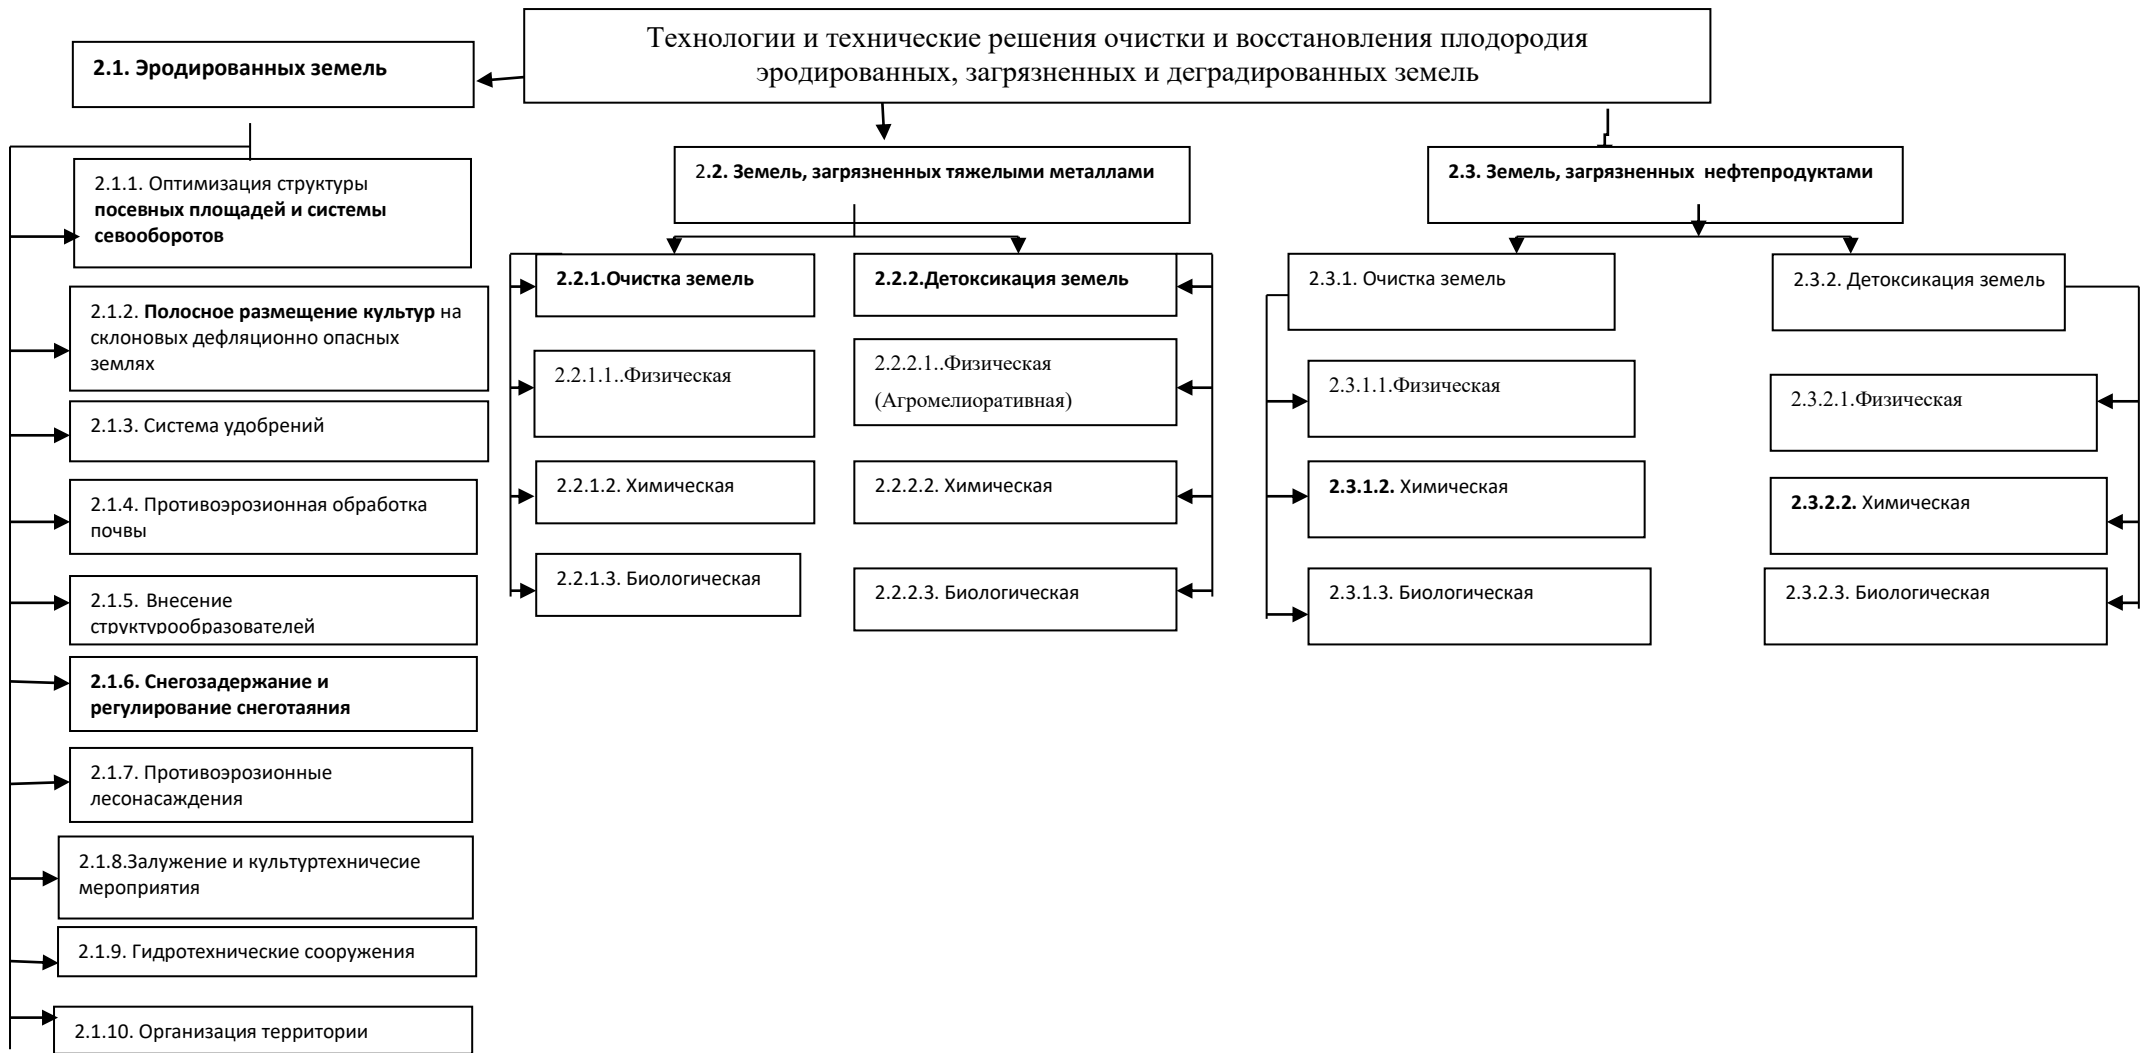 Технологии и технические решения очистки и восстановления плодородия
эродированных, загрязненных и деградированных земель
2.1. Эродированных земель
2.1.1. Оптимизация структуры
посевных площадей и системы
севооборотов
2.1.2. Полосное размещение культур на
склоновых дефляционно опасных
землях
2.1.3. Система удобрений
2.1.4. Противоэрозионная обработка
почвы
2.1.5. Внесение
структурообразователей
2.1.6. Снегозадержание и
регулирование снеготаяния
2.1.7. Противоэрозионные
лесонасаждения
2.1.8.Залужение и культуртехничесие
мероприятия
2.1.9. Гидротехнические сооружения
2.1.10. Организация территории
2.2. Земель, загрязненных тяжелыми металлами
2.2.1.Очистка земель
2.2.1.1..Физическая
2.2.1.2. Химическая
2.2.1.3. Биологическая
2.2.2.Детоксикация земель
2.2.2.1..Физическая
(Агромелиоративная)
2.2.2.2. Химическая
2.2.2.3. Биологическая
2.3. Земель, загрязненных нефтепродуктами
2.3.1. Очистка земель
2.3.1.1.Физическая
2.3.1.2. Химическая
2.3.1.3. Биологическая
2.3.2. Детоксикация земель
2.3.2.1.Физическая
2.3.2.2. Химическая
2.3.2.3. Биологическая